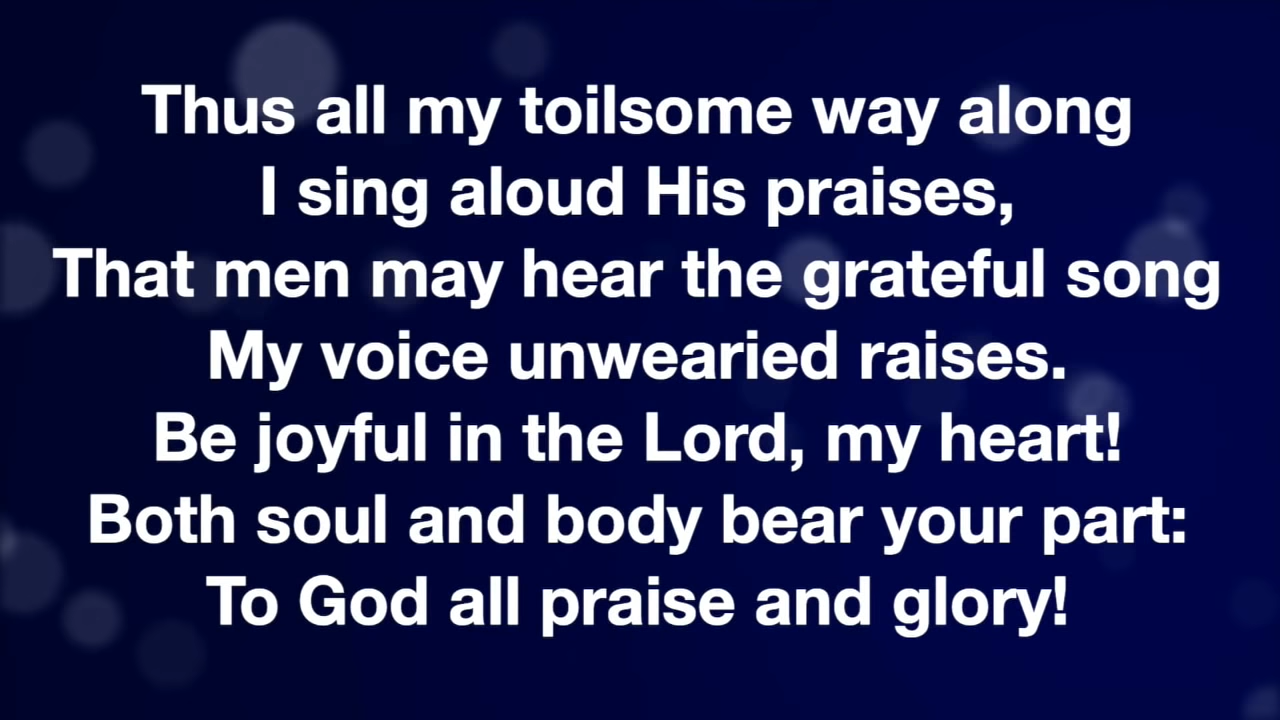 Thus all my toilsome way along
I sing aloud His praises,
That men may hear the grateful song
My voice unwearied raises.
Be joyful in the Lord, my heart!
Both soul and body bear your part:
To God all praise and glory!